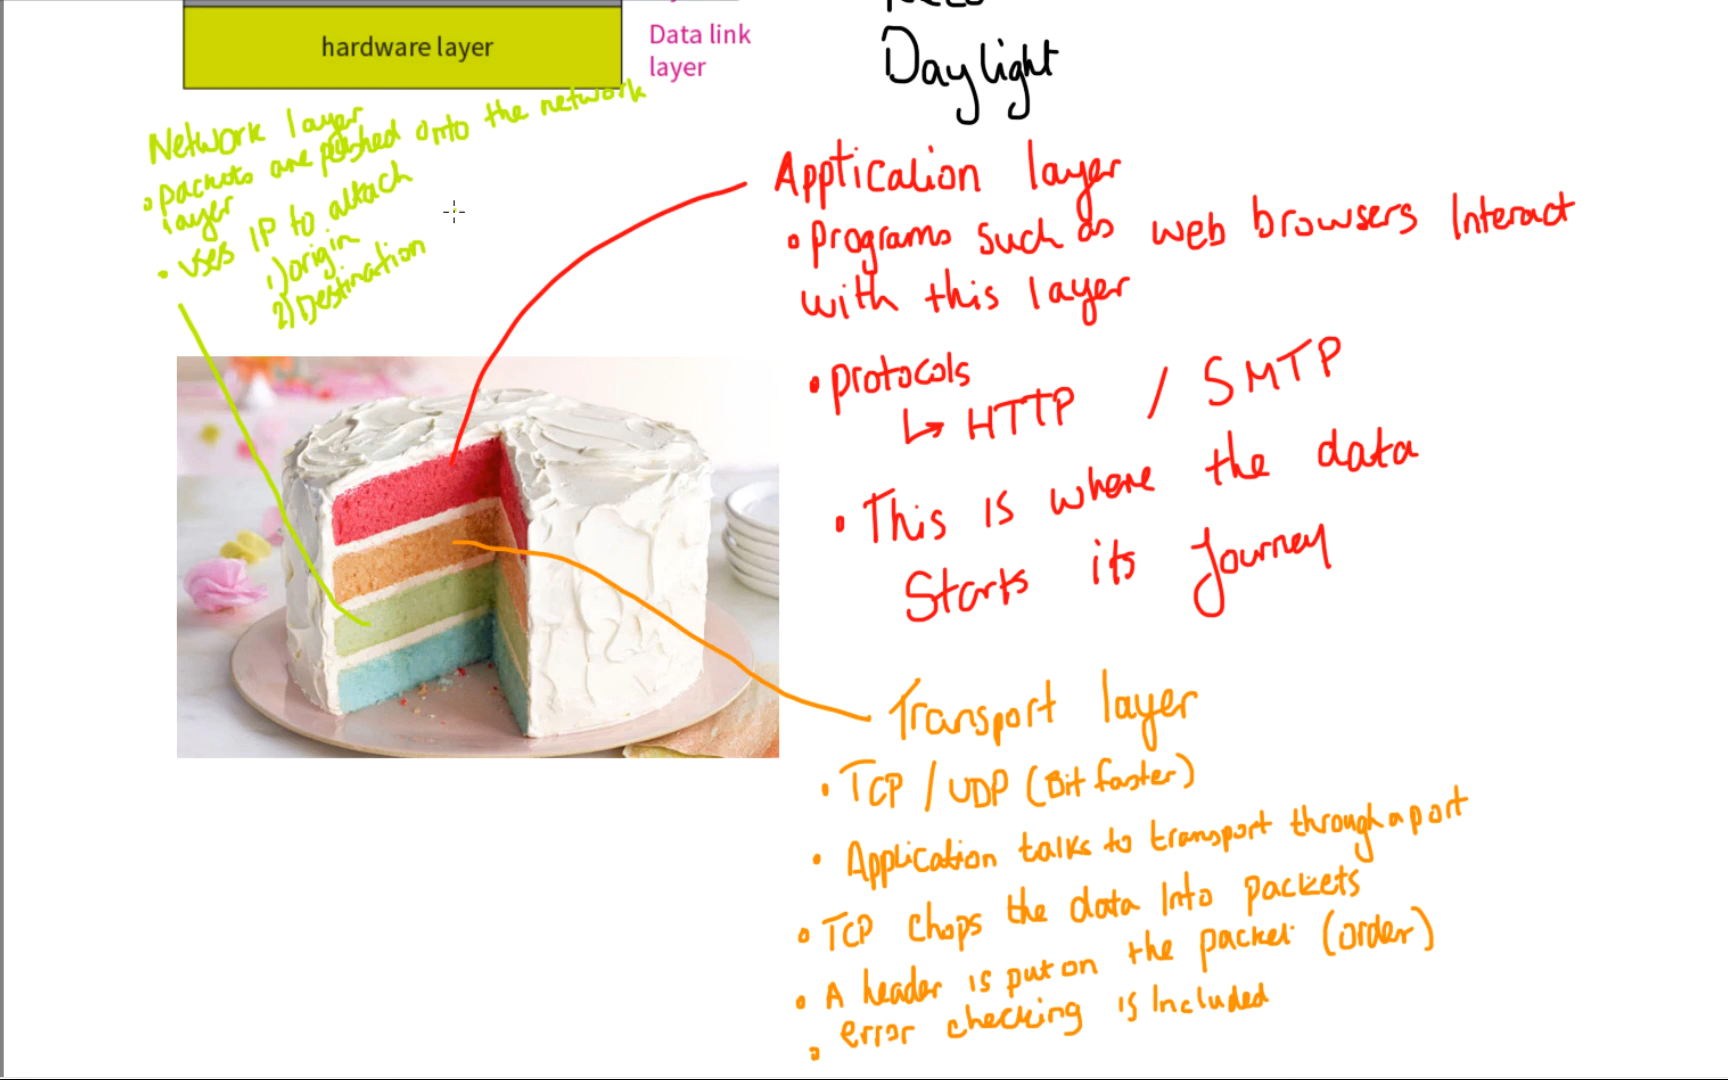 hardware layer
Data link
layer
Daylight
Network layer
• packets are pushed onto the network
layer
• uses IP to attach
1) origin
2) Destination
Application layer
• programs such as web browsers Interact
with this layer
• protocols
↳ HTTP / SMTP
• This is where the data
Starts its Journey
Transport layer
• TCP / UDP (Bit faster)
• Application talks to transport through a port
• TCP chops the data Into packets
• A header is put on the packet (order)
• error checking is Included